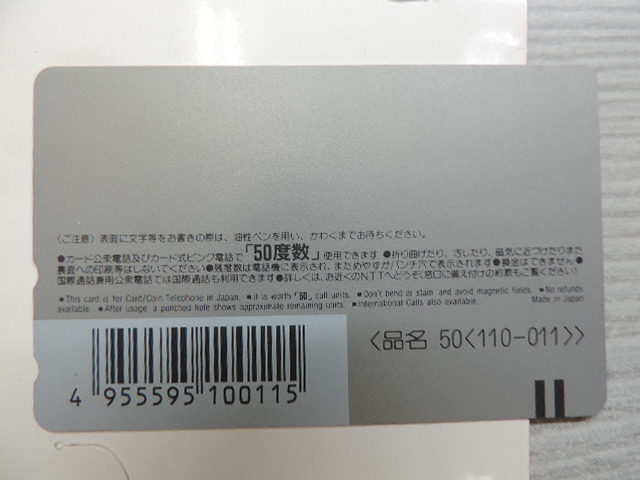 〈ご注意〉表面に文字等をお書きの際は、油性ペンを用い、かわくまでお待ちください。
●カード公衆電話及びカード式ピンク電話で「50度数」使用できます●折り曲げたり、汚したり、磁気に近づけたりまた
裏面への印刷等はしないでください●残度数は電話機に表示され、まためやすがパンチ穴で表示されます●換金はできません●
国際通話兼用公衆電話では国際通話も利用できます●詳しくは、お近くのNTTへどうぞ(窓口に備え付けの約款もご覧ください)
■This card is for Card/Coin Telephone in Japan. ■It is worth「50」call units. ■Don't bend or stain, and avoid magnetic fields. ■No refunds
available. ■After usage, a punched hole shows approximate remaining units. ■International Calls also available. Made in Japan
〈品名 50〈110-011〉〉
4 955595 100115